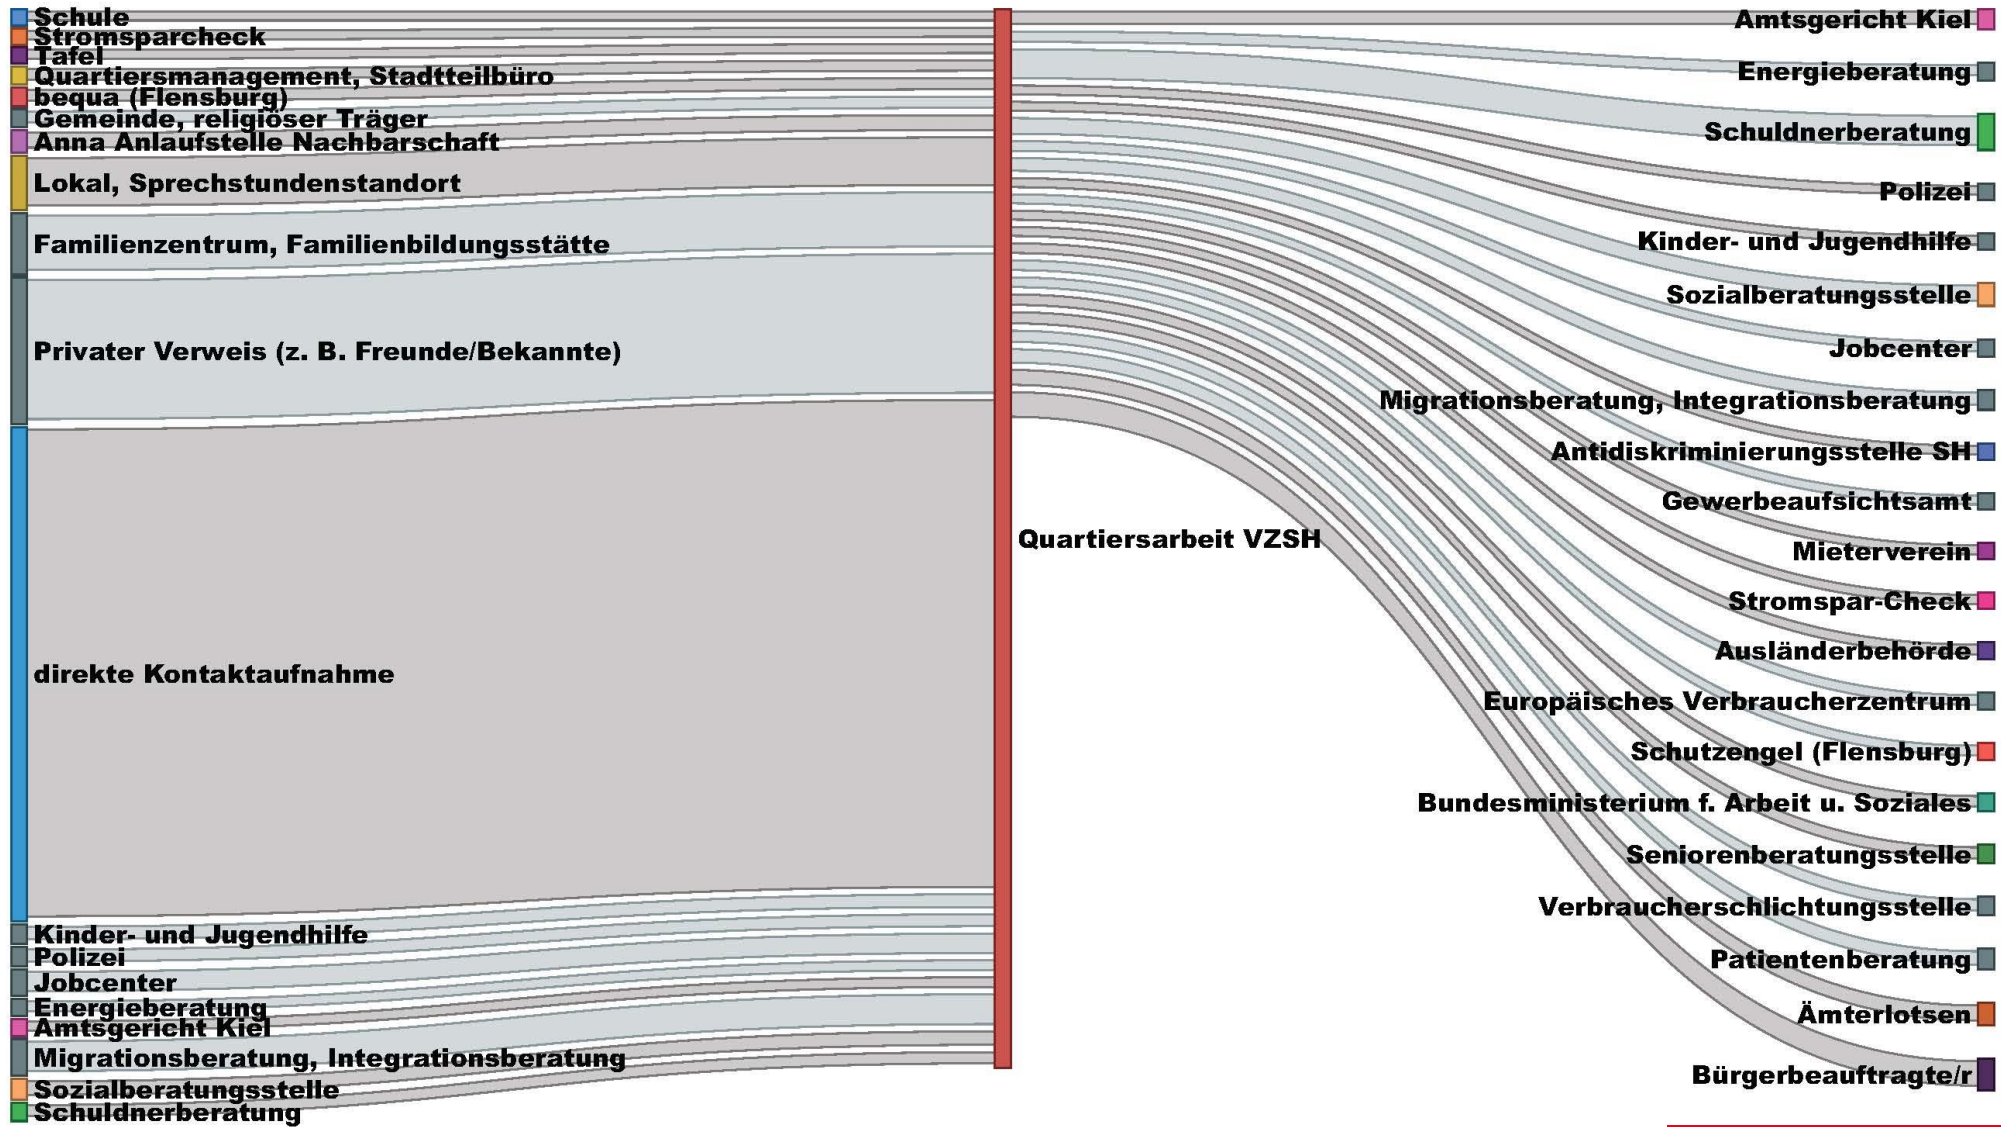 Schule
Stromsparcheck
Tafel
Quartiersmanagement, Stadtteilbüro
bequa (Flensburg)
Gemeinde, religiöser Träger
Anna Anlaufstelle Nachbarschaft
Lokal, Sprechstundenstandort
Familienzentrum, Familienbildungsstätte
Privater Verweis (z. B. Freunde/Bekannte)
direkte Kontaktaufnahme
Kinder- und Jugendhilfe
Polizei
Jobcenter
Energieberatung
Amtsgericht Kiel
Migrationsberatung, Integrationsberatung
Sozialberatungsstelle
Schuldnerberatung
Quartiersarbeit VZSH
Amtsgericht Kiel
Energieberatung
Schuldnerberatung
Polizei
Kinder- und Jugendhilfe
Sozialberatungsstelle
Jobcenter
Migrationsberatung, Integrationsberatung
Antidiskriminierungsstelle SH
Gewerbeaufsichtsamt
Mieterverein
Stromspar-Check
Ausländerbehörde
Europäisches Verbraucherzentrum
Schutzengel (Flensburg)
Bundesministerium f. Arbeit u. Soziales
Seniorenberatungsstelle
Verbraucherschlichtungsstelle
Patientenberatung
Ämterlotsen
Bürgerbeauftragte/r